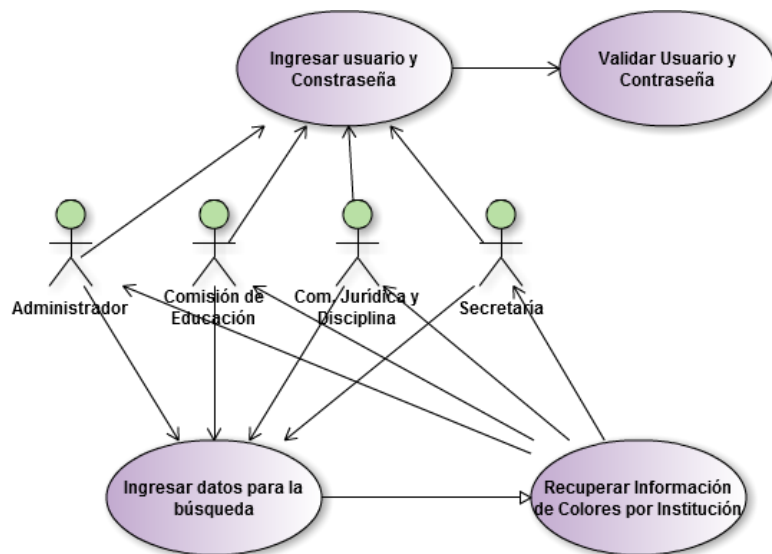 Ingresar usuario y
Constraseña
Validar Usuario y
Contraseña
Administrador
Comisión de
Educación
Com. Jurídica y
Disciplina
Secretaría
Ingresar datos para la
búsqueda
Recuperar Información
de Colores por Institución